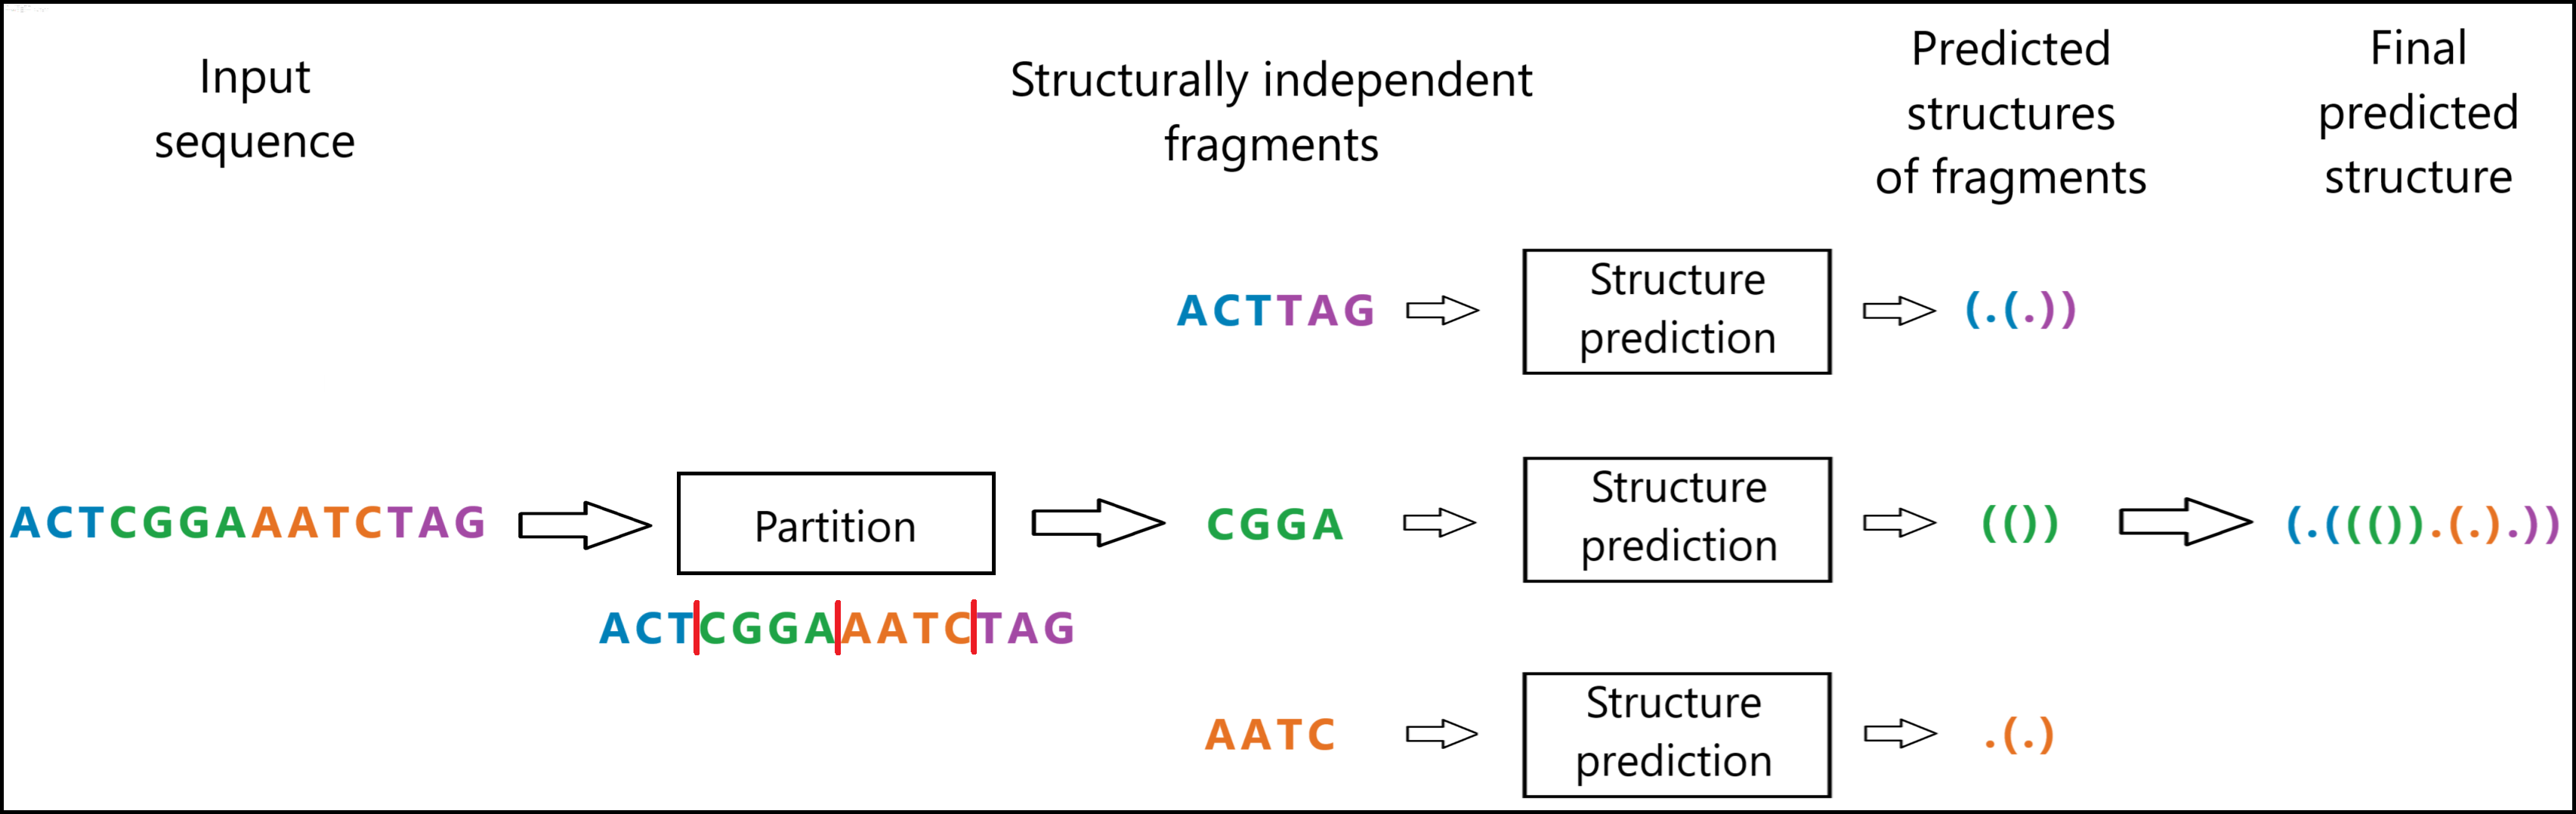 Input
sequence
Structurally independent
fragments
Predicted
structures
of fragments
Final
predicted
structure
ACTTAG
Structure
prediction
(.(.))
ACTCGGAAATCTAG
Partition
CGGA
Structure
prediction
(())
(.((()).(.).))
ACT|CGGA|AATC|TAG
AATC
Structure
prediction
.(.)